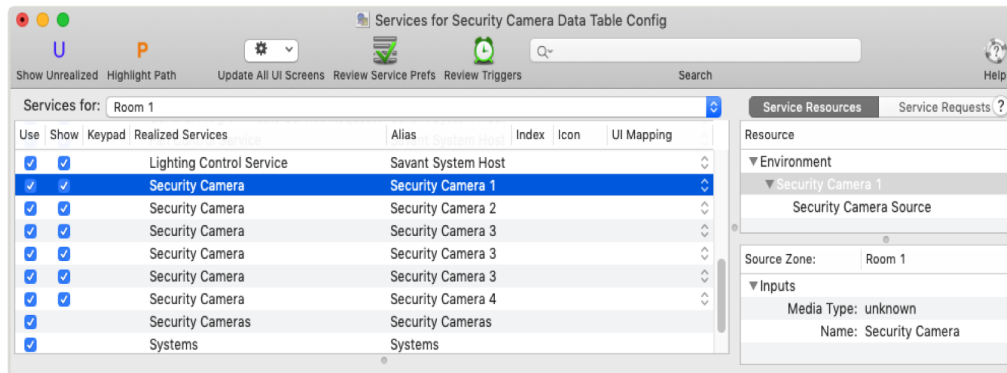 Services for Security Camera Data Table Config
U P
Show Unrealized Highlight Path Update All UI Screens Review Service Prefs Review Triggers Search Help
Services for: Room 1
Use Show Keypad Realized Services Alias Index Icon UI Mapping
Lighting Control Service Savant System Host
Security Camera Security Camera 1
Security Camera Security Camera 2
Security Camera Security Camera 3
Security Camera Security Camera 3
Security Camera Security Camera 3
Security Camera Security Camera 4
Security Cameras Security Cameras
Systems Systems
Service Resources Service Requests ?
Resource
Environment
Security Camera 1
Security Camera Source
Source Zone: Room 1
Inputs
Media Type: unknown
Name: Security Camera